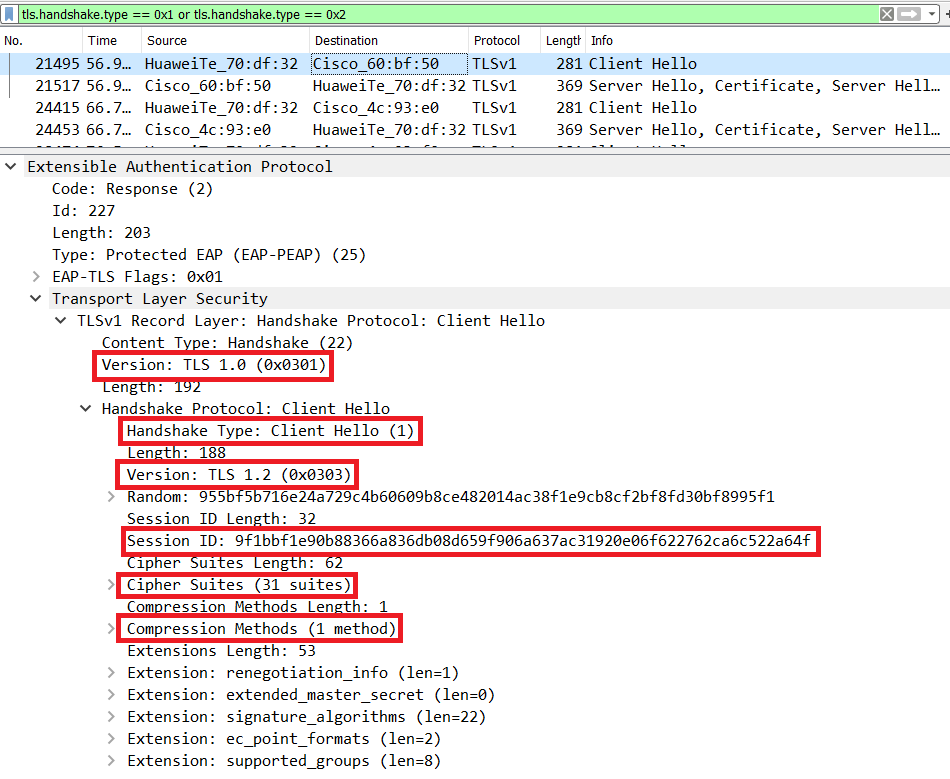 tls.handshake.type == 0x1 or tls.handshake.type == 0x2
No. Time Source Destination Protocol Lengtl Info
21495 56.9… HuaweiTe_70:df:32 Cisco_60:bf:50 TLSv1 281 Client Hello
21517 56.9… Cisco_60:bf:50 HuaweiTe_70:df:32 TLSv1 369 Server Hello, Certificate, Server Hell…
24415 66.7… HuaweiTe_70:df:32 Cisco_4c:93:e0 TLSv1 281 Client Hello
24453 66.7… Cisco_4c:93:e0 HuaweiTe_70:df:32 TLSv1 369 Server Hello, Certificate, Server Hell…
Extensible Authentication Protocol
Code: Response (2)
Id: 227
Length: 203
Type: Protected EAP (EAP-PEAP) (25)
EAP-TLS Flags: 0x01
Transport Layer Security
TLSv1 Record Layer: Handshake Protocol: Client Hello
Content Type: Handshake (22)
Version: TLS 1.0 (0x0301)
Length: 192
Handshake Protocol: Client Hello
Handshake Type: Client Hello (1)
Length: 188
Version: TLS 1.2 (0x0303)
Random: 955bf5b716e24a729c4b60609b8ce482014ac38f1e9cb8cf2bf8fd30bf8995f1
Session ID Length: 32
Session ID: 9f1bbf1e90b88366a836db08d659f906a637ac31920e06f622762ca6c522a64f
Cipher Suites Length: 62
Cipher Suites (31 suites)
Compression Methods Length: 1
Compression Methods (1 method)
Extensions Length: 53
Extension: renegotiation_info (len=1)
Extension: extended_master_secret (len=0)
Extension: signature_algorithms (len=22)
Extension: ec_point_formats (len=2)
Extension: supported_groups (len=8)